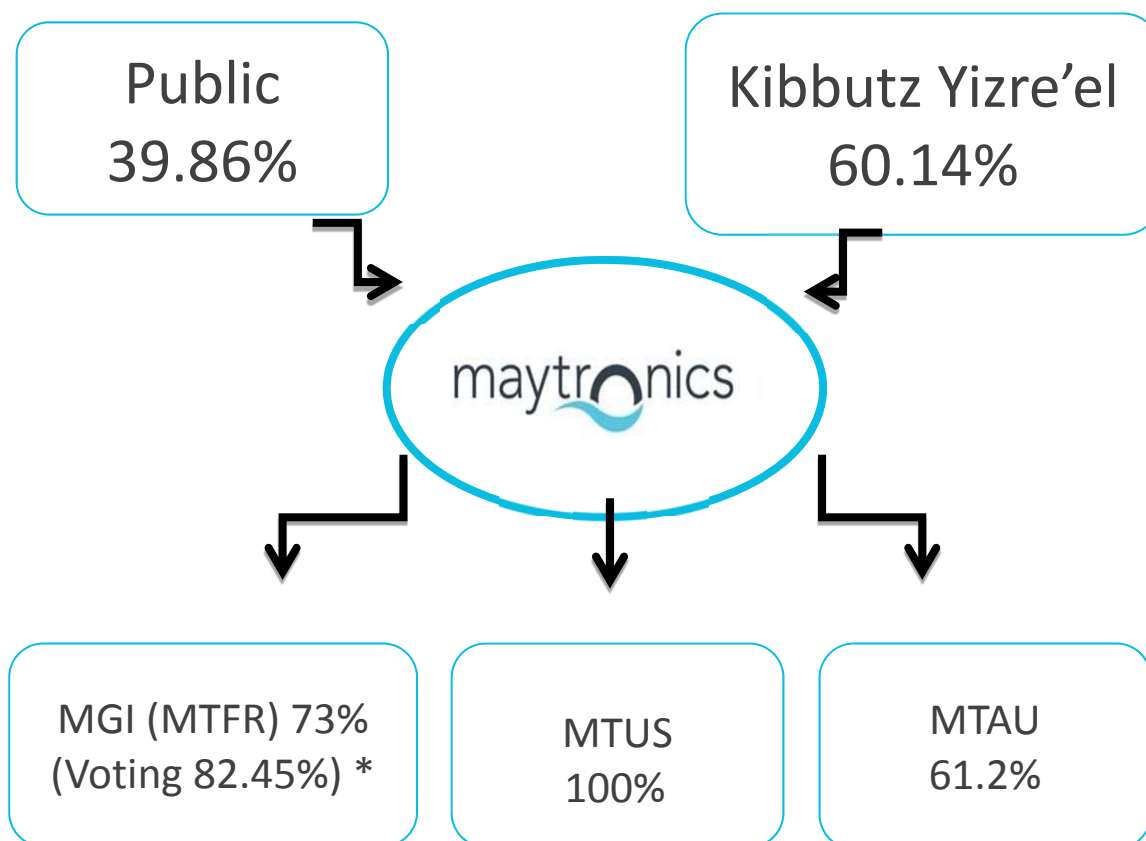 Public
39.86%
Kibbutz Yizre’el
60.14%
maytronics
MGI (MTFR) 73%
(Voting 82.45%) *
MTUS
100%
MTAU
61.2%